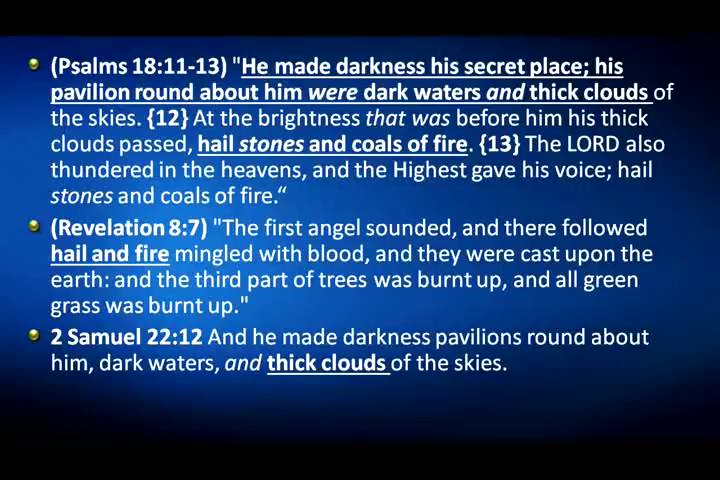 (Psalms 18:11-13) "He made darkness his secret place; his
pavilion round about him were dark waters and thick clouds of
the skies. {12} At the brightness that was before him his thick
clouds passed, hail stones and coals of fire. {13} The LORD also
thundered in the heavens, and the Highest gave his voice; hail
stones and coals of fire.“
(Revelation 8:7) "The first angel sounded, and there followed
hail and fire mingled with blood, and they were cast upon the
earth: and the third part of trees was burnt up, and all green
grass was burnt up."
2 Samuel 22:12 And he made darkness pavilions round about
him, dark waters, and thick clouds of the skies.